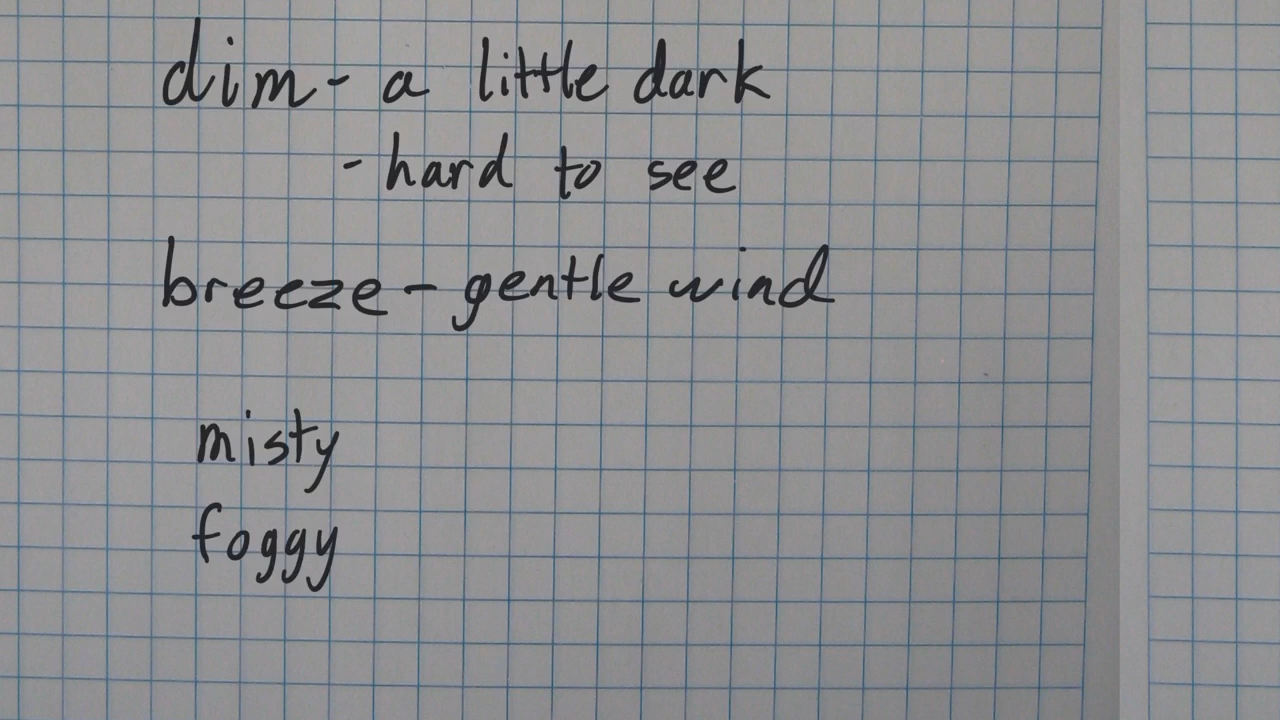 dim - a little dark
- hard to see
breeze - gentle wind
misty
foggy